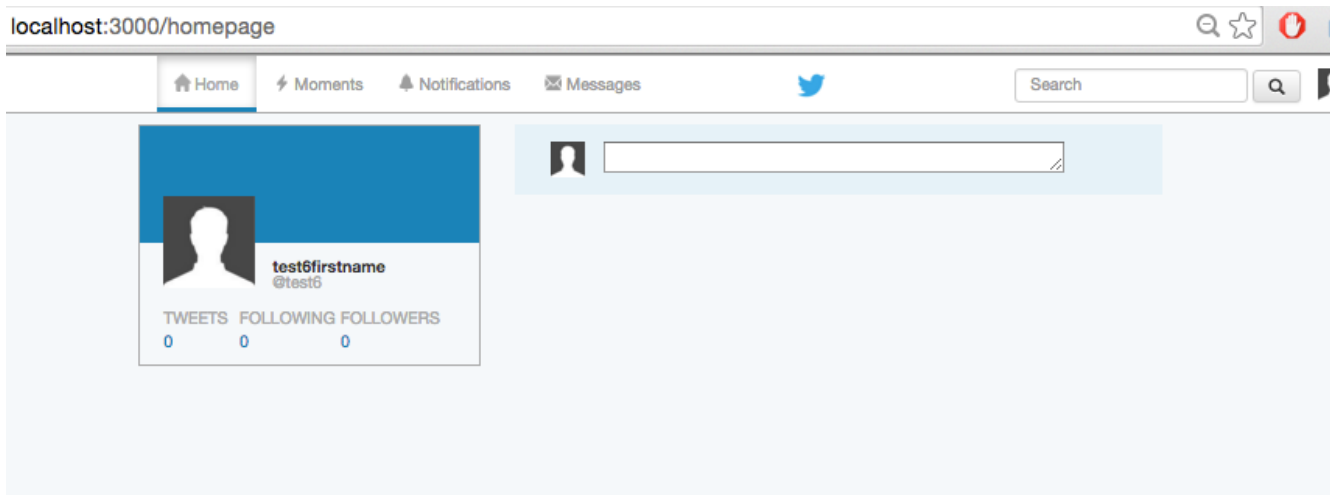 localhost:3000/homepage
Home Moments Notifications Messages Search
test6firstname
@test6
TWEETS FOLLOWING FOLLOWERS
0 0 0